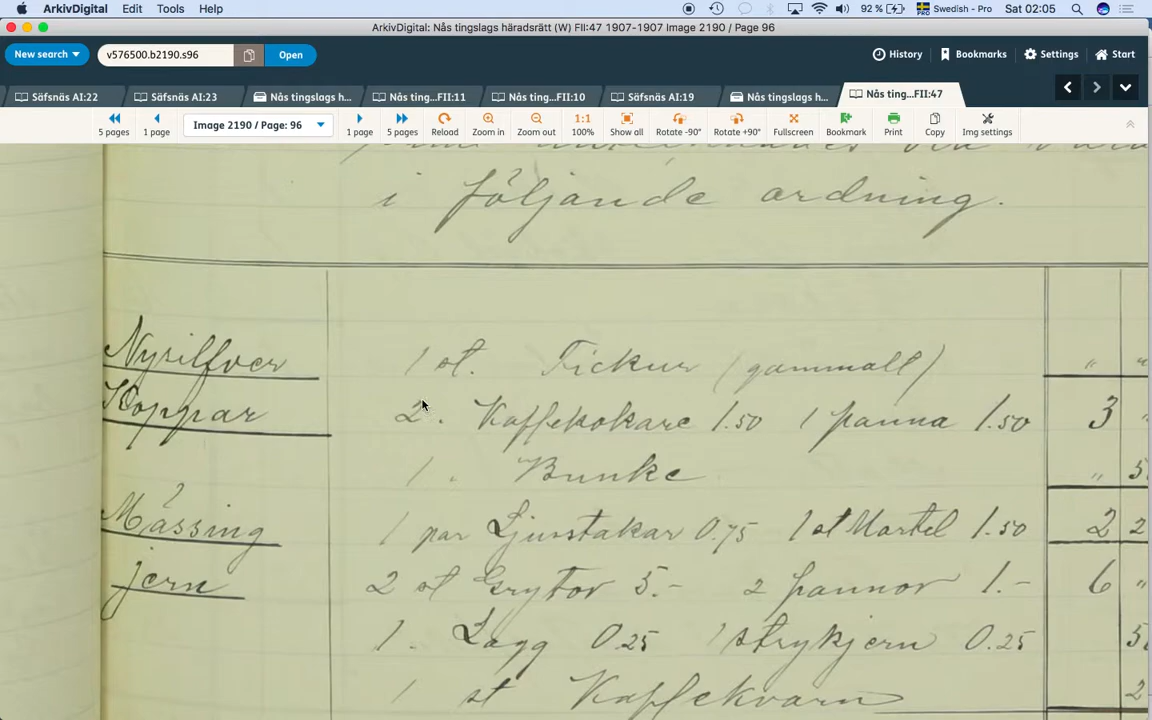 ArkivDigital Edit Tools Help 92 % Swedish - Pro Sat 02:05
ArkivDigital: Nås tingslags häradsrätt (W) FII:47 1907-1907 Image 2190 / Page 96
New search v576500.b2190.s96 Open History Bookmarks Settings Start
Säfsnäs AI:22 Säfsnäs AI:23 Nås tingslags h... Nås ting...FII:11 Nås ting...FII:10 Säfsnäs AI:19 Nås tingslags h... Nås ting...FII:47
5 pages 1 page Image 2190 / Page: 96 1 page 5 pages Reload Zoom in 1:1 100% Zoom out Show all Rotate -90° Rotate +90° Fullscreen Bookmark Print Copy Img settings
i följande ordning.
Nysilfver 1 st. Fickur (gammalt) " "
Koppar 2. Kaffekokare 1.50 1 panna 1.50 3 "
1. Bunke " 5
Mässing 1 par Ljusstakar 0.75 1 st Mortel 1.50 2 2
jern 2 st Grytor 5.- 2 pannor 1.- 6 "
1. Lagg 0.25 1 strykjern 0.25 5
1 st Kaffekvarn 2